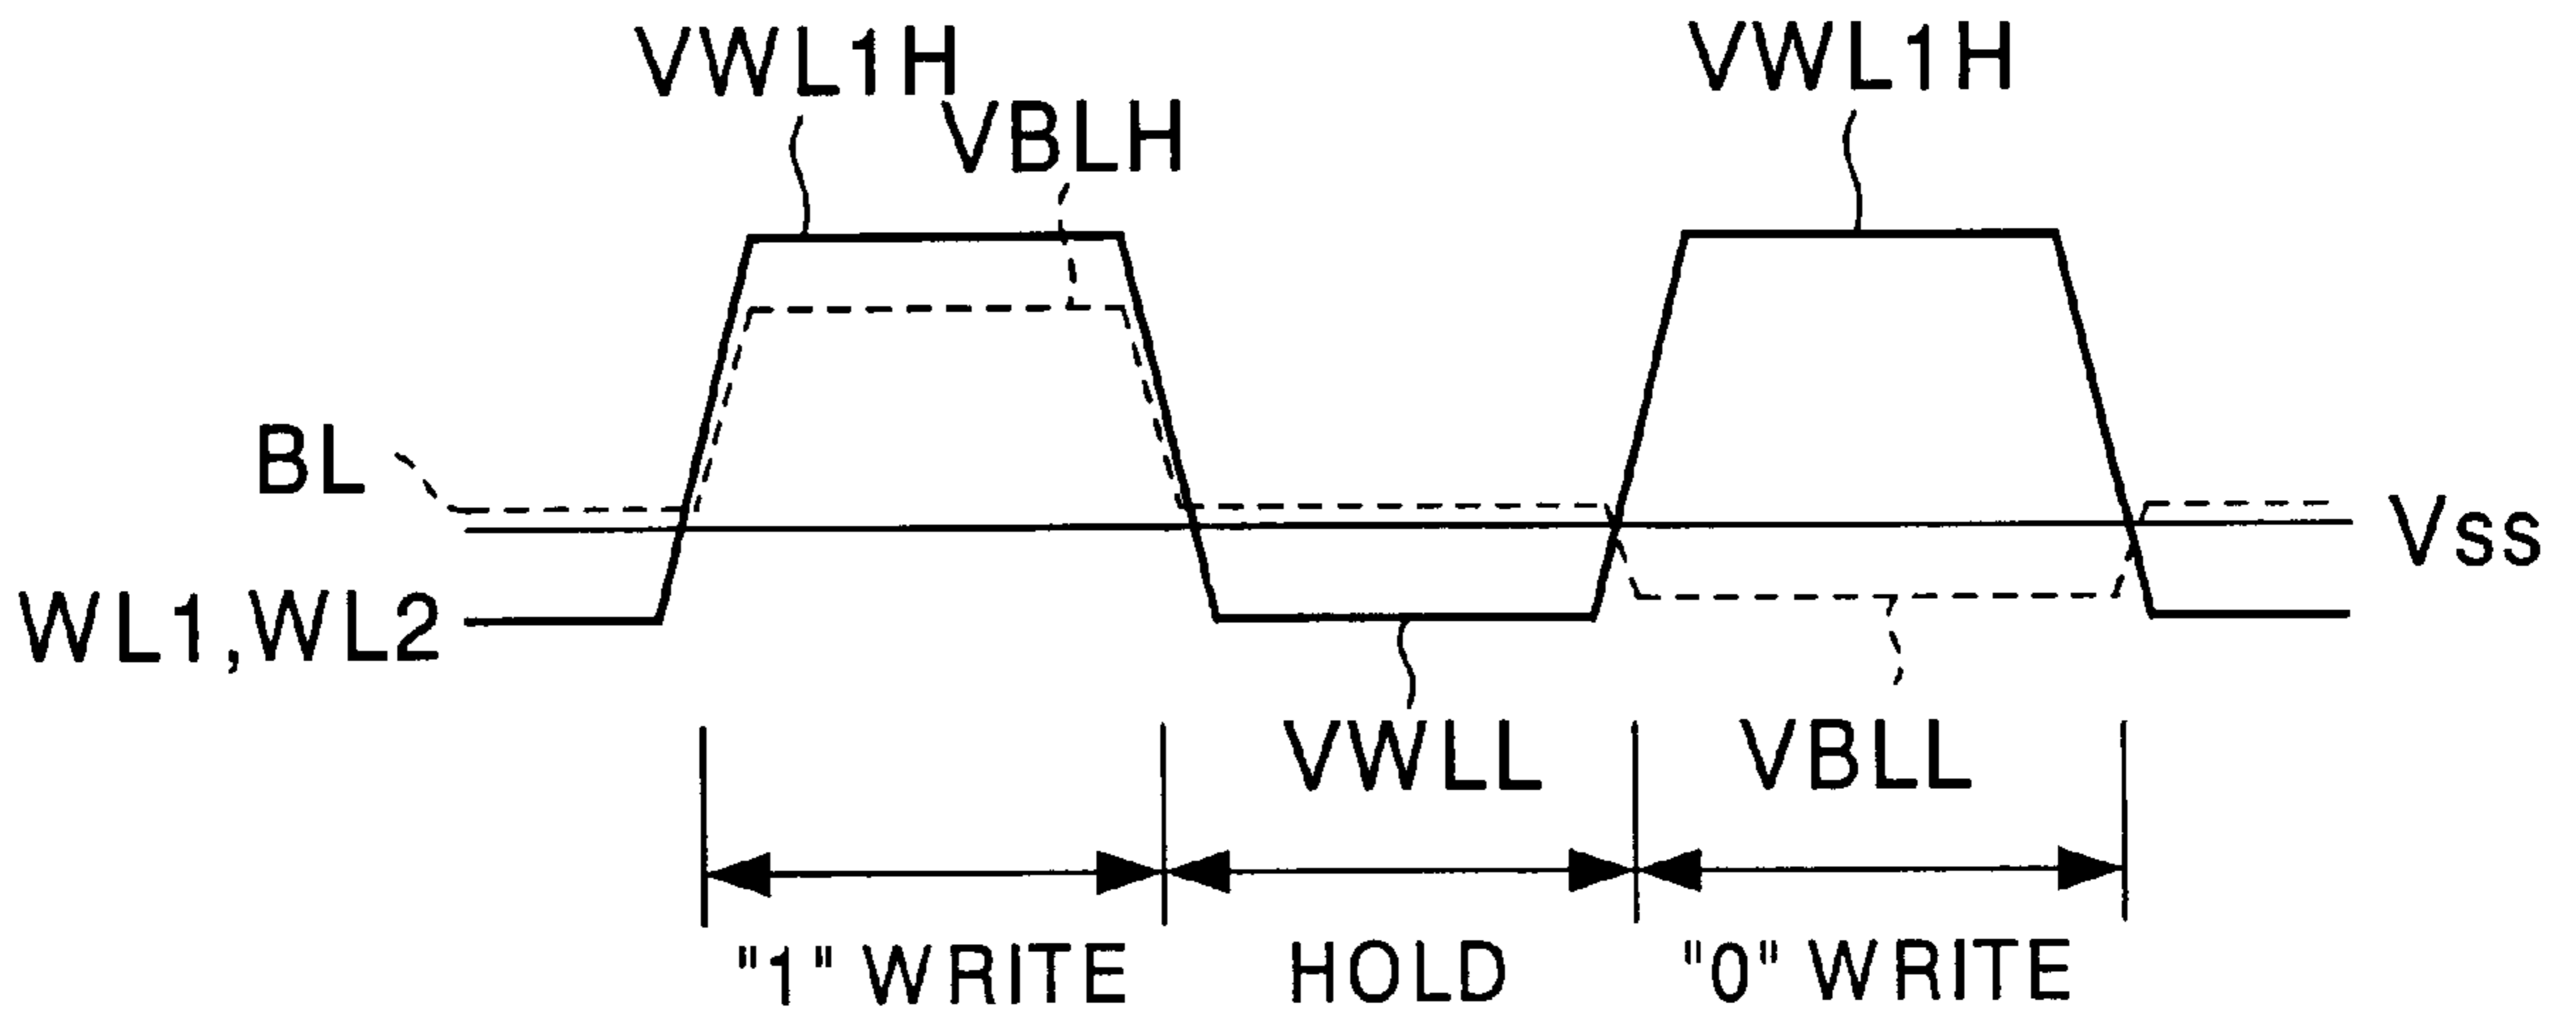 VWL1H
VWL1H
VBLH
BL
Vss
WL1,WL2
VWLL
VBLL
"1" WRITE
HOLD
"0" WRITE